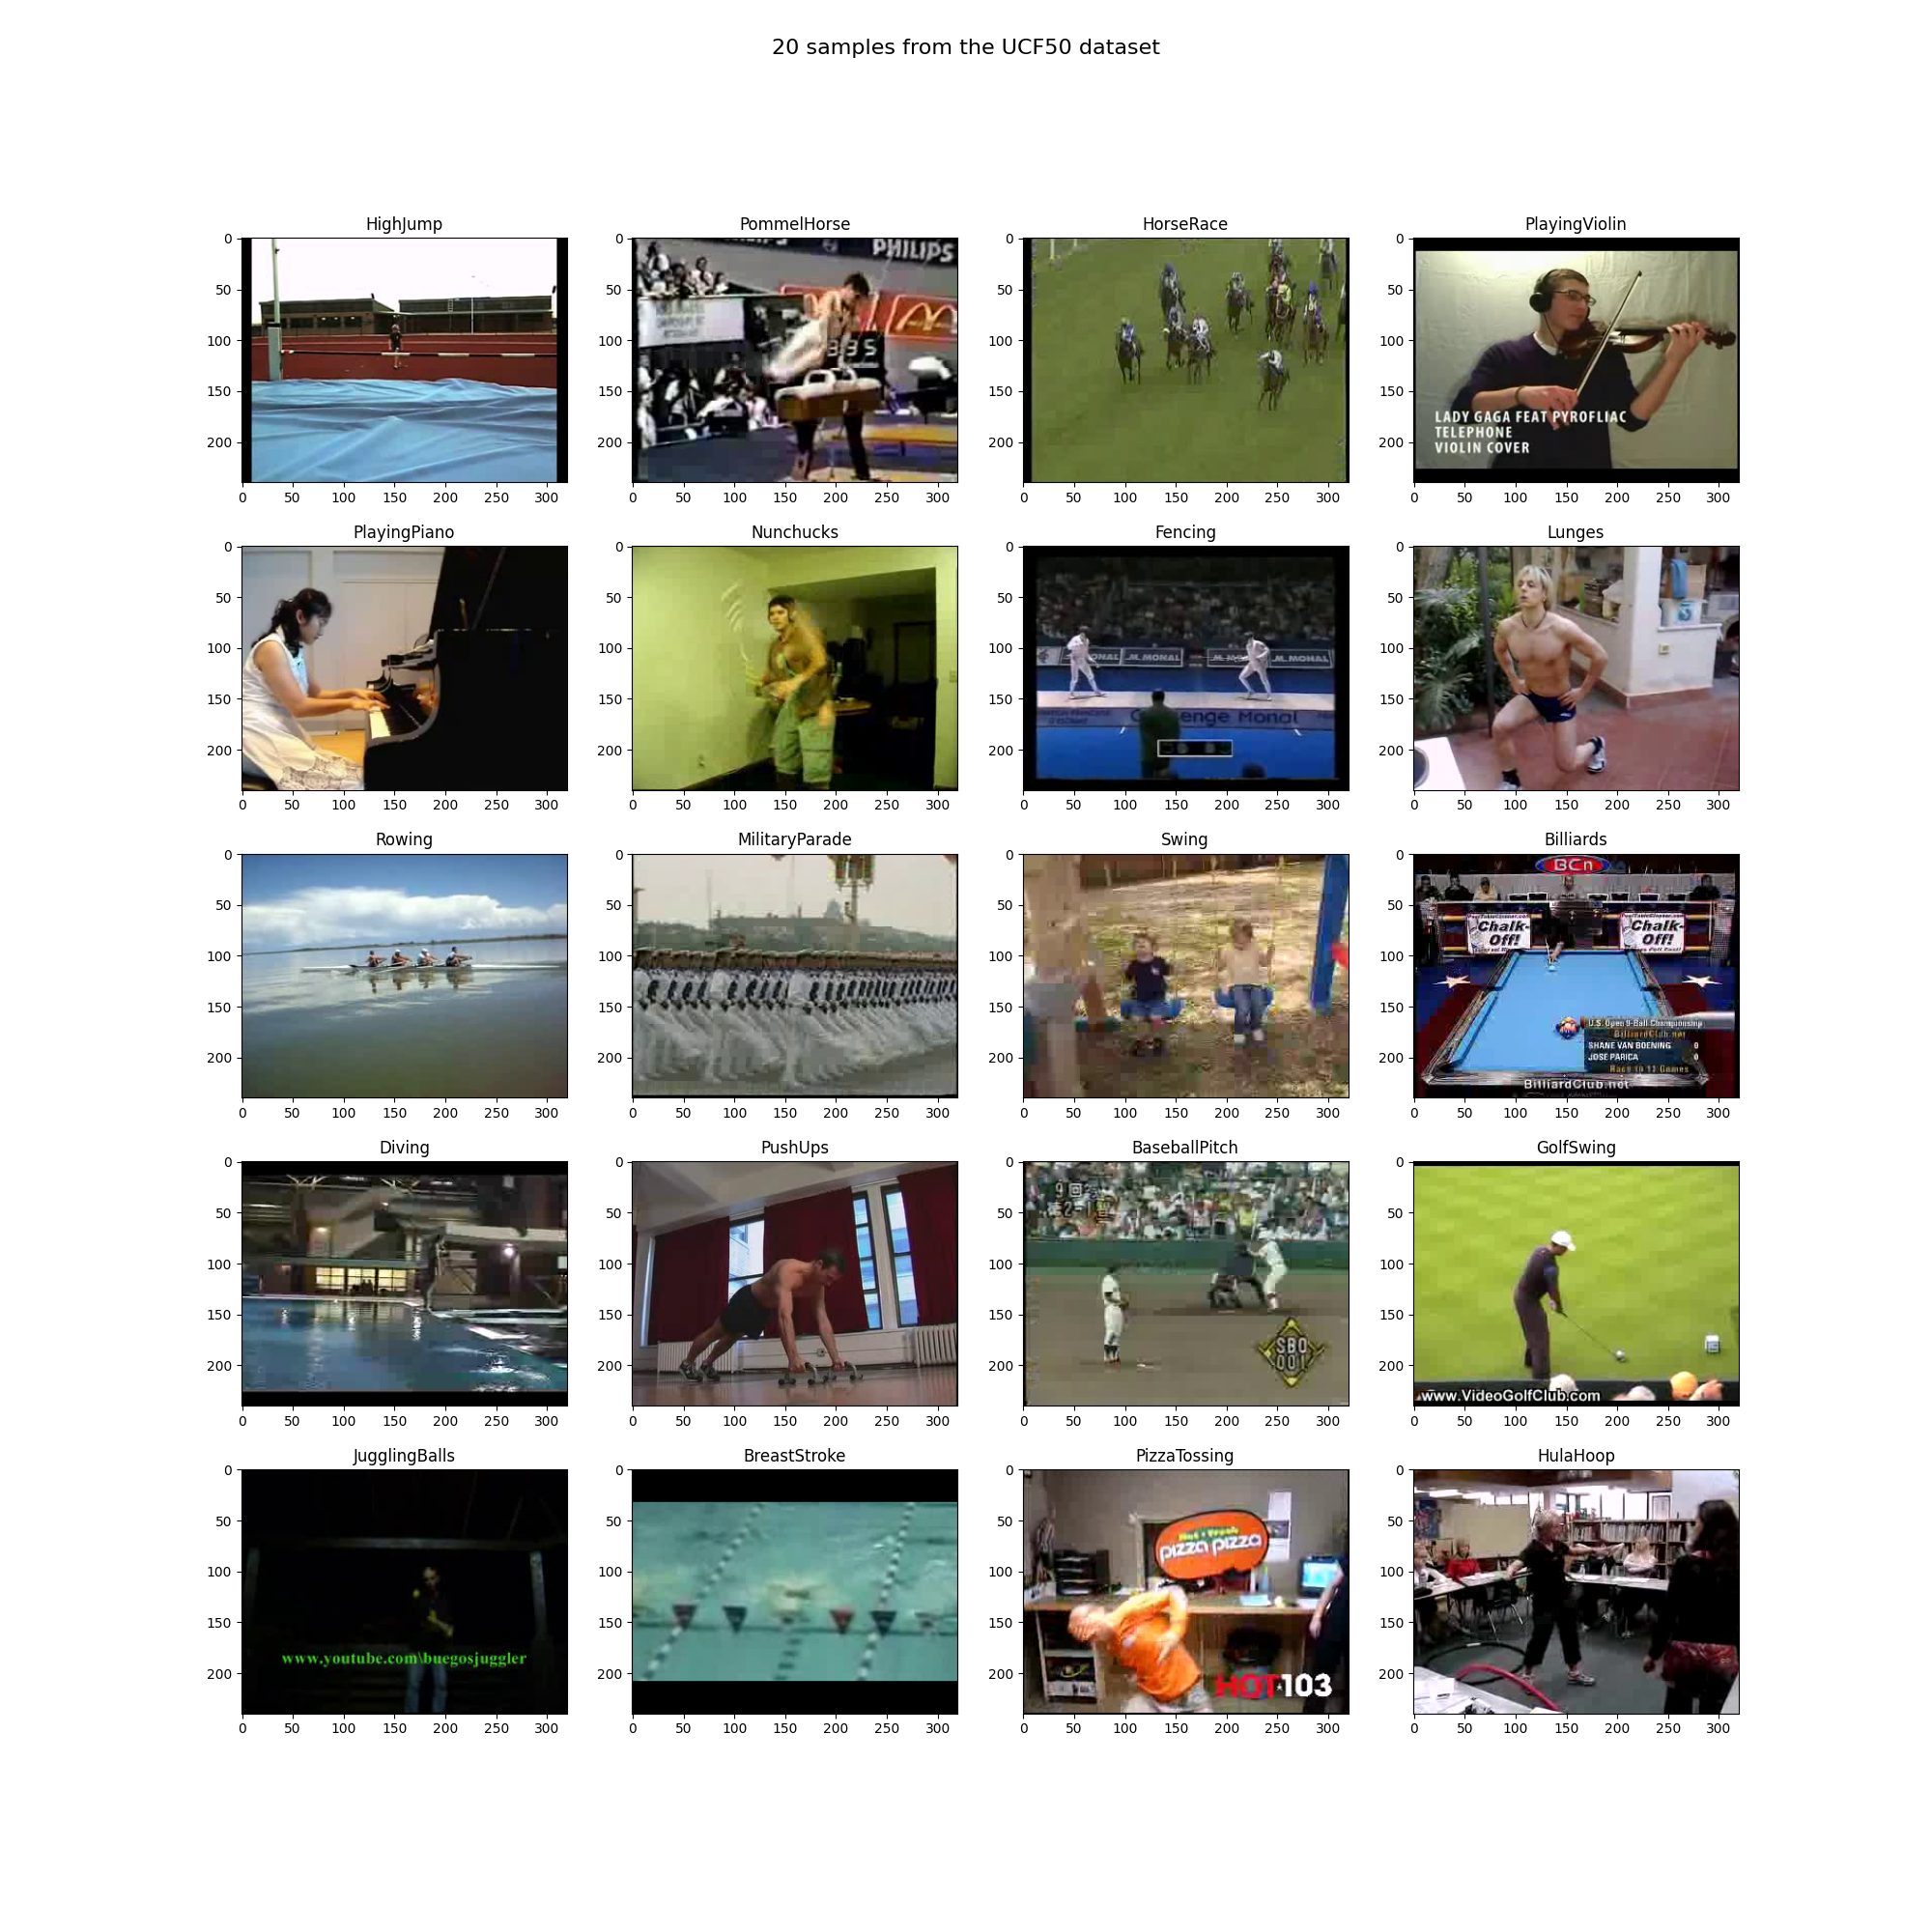 20 samples from the UCF50 dataset
HighJump
PommelHorse
HorseRace
PlayingViolin
0
50
100
150
200
0 50 100 150 200 250 300
PHILIPS
335
0
50
100
150
200
0 50 100 150 200 250 300
0
50
100
150
200
0 50 100 150 200 250 300
LADY GAGA FEAT PYROFLIAC
TELEPHONE
VIOLIN COVER
0
50
100
150
200
0 50 100 150 200 250 300
PlayingPiano
Nunchucks
Fencing
Lunges
0
50
100
150
200
0 50 100 150 200 250 300
0
50
100
150
200
0 50 100 150 200 250 300
MONAL
M. MONAL
M. MONAL
Monal
0
50
100
150
200
0 50 100 150 200 250 300
0
50
100
150
200
0 50 100 150 200 250 300
Rowing
MilitaryParade
Swing
Billiards
0
50
100
150
200
0 50 100 150 200 250 300
0
50
100
150
200
0 50 100 150 200 250 300
0
50
100
150
200
0 50 100 150 200 250 300
BCn
Chalk-
Off!
Chalk-
Off!
U.S. Open 9-Ball Championship
BilliardClub.net
SHANE VAN BOENING 0
JOSE PARICA 0
Race to 13 Games
BilliardClub.net
0
50
100
150
200
0 50 100 150 200 250 300
Diving
PushUps
BaseballPitch
GolfSwing
0
50
100
150
200
0 50 100 150 200 250 300
0
50
100
150
200
0 50 100 150 200 250 300
SBO
001
0
50
100
150
200
0 50 100 150 200 250 300
www.VideoGolfClub.com
0
50
100
150
200
0 50 100 150 200 250 300
JugglingBalls
BreastStroke
PizzaTossing
HulaHoop
www.youtube.com\buegosjuggler
0
50
100
150
200
0 50 100 150 200 250 300
0
50
100
150
200
0 50 100 150 200 250 300
Hot • Fresh
pizza pizza
HOT 103
0
50
100
150
200
0 50 100 150 200 250 300
0
50
100
150
200
0 50 100 150 200 250 300